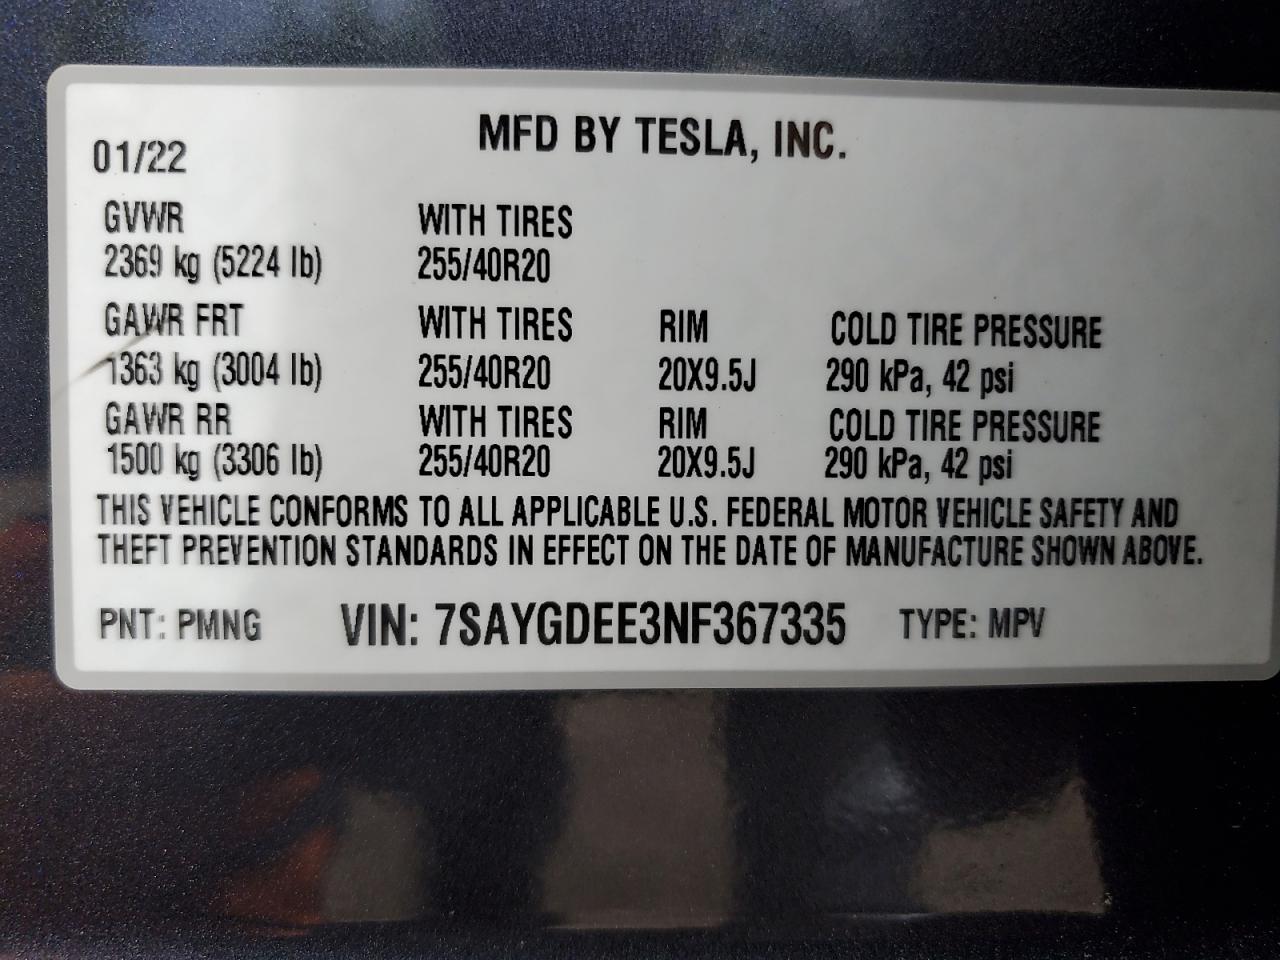 MFD BY TESLA, INC.
01/22
GVWR WITH TIRES
2369 kg (5224 lb) 255/40R20
GAWR FRT WITH TIRES RIM COLD TIRE PRESSURE
1363 kg (3004 lb) 255/40R20 20X9.5J 290 kPa, 42 psi
GAWR RR WITH TIRES RIM COLD TIRE PRESSURE
1500 kg (3306 lb) 255/40R20 20X9.5J 290 kPa, 42 psi
THIS VEHICLE CONFORMS TO ALL APPLICABLE U.S. FEDERAL MOTOR VEHICLE SAFETY AND
THEFT PREVENTION STANDARDS IN EFFECT ON THE DATE OF MANUFACTURE SHOWN ABOVE.
PNT: PMNG VIN: 7SAYGDEE3NF367335 TYPE: MPV